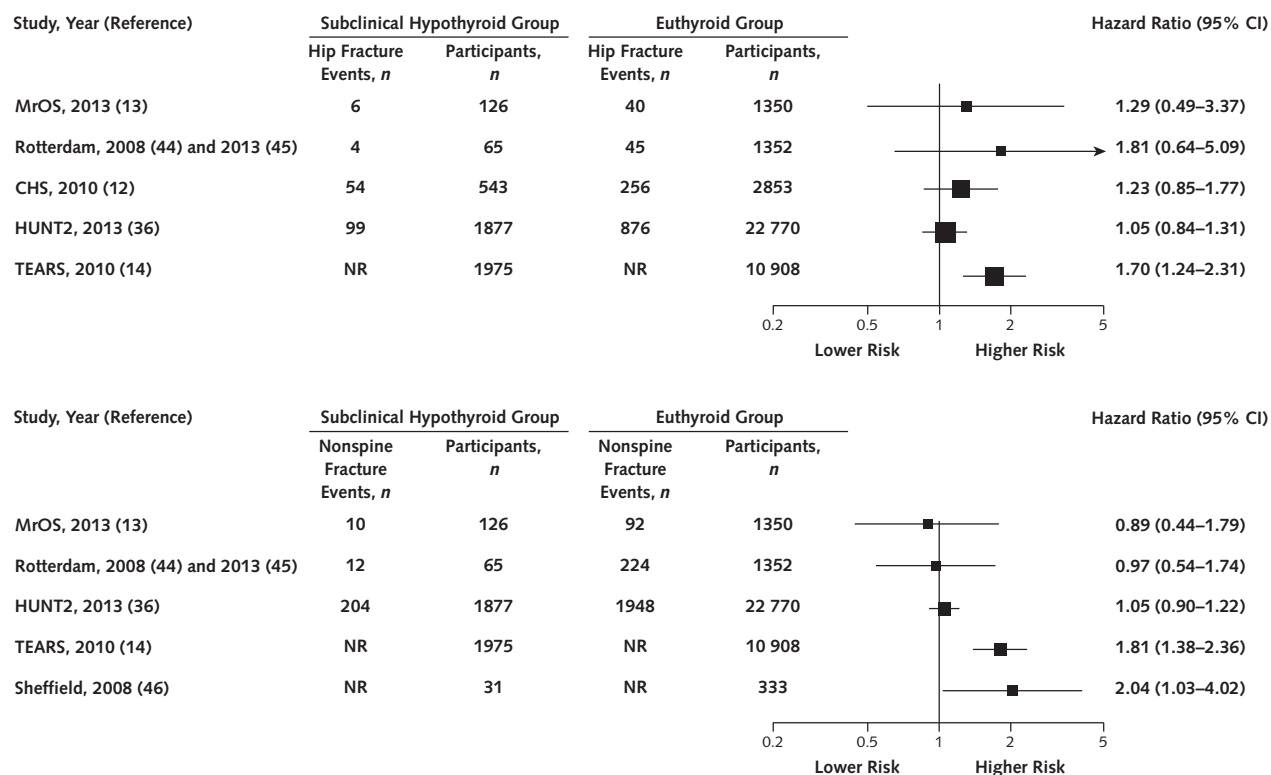 Study, Year (Reference) Subclinical Hypothyroid Group Euthyroid Group Hazard Ratio (95% CI)
Hip Fracture Participants, Hip Fracture Participants,
Events, n n Events, n n
MrOS, 2013 (13) 6 126 40 1350 1.29 (0.49–3.37)
Rotterdam, 2008 (44) and 2013 (45) 4 65 45 1352 1.81 (0.64–5.09)
CHS, 2010 (12) 54 543 256 2853 1.23 (0.85–1.77)
HUNT2, 2013 (36) 99 1877 876 22 770 1.05 (0.84–1.31)
TEARS, 2010 (14) NR 1975 NR 10 908 1.70 (1.24–2.31)
0.2 0.5 1 2 5
Lower Risk Higher Risk
Study, Year (Reference) Subclinical Hypothyroid Group Euthyroid Group Hazard Ratio (95% CI)
Nonspine Participants, Nonspine Participants,
Fracture n Fracture n
Events, n Events, n
MrOS, 2013 (13) 10 126 92 1350 0.89 (0.44–1.79)
Rotterdam, 2008 (44) and 2013 (45) 12 65 224 1352 0.97 (0.54–1.74)
HUNT2, 2013 (36) 204 1877 1948 22 770 1.05 (0.90–1.22)
TEARS, 2010 (14) NR 1975 NR 10 908 1.81 (1.38–2.36)
Sheffield, 2008 (46) NR 31 NR 333 2.04 (1.03–4.02)
0.2 0.5 1 2 5
Lower Risk Higher Risk